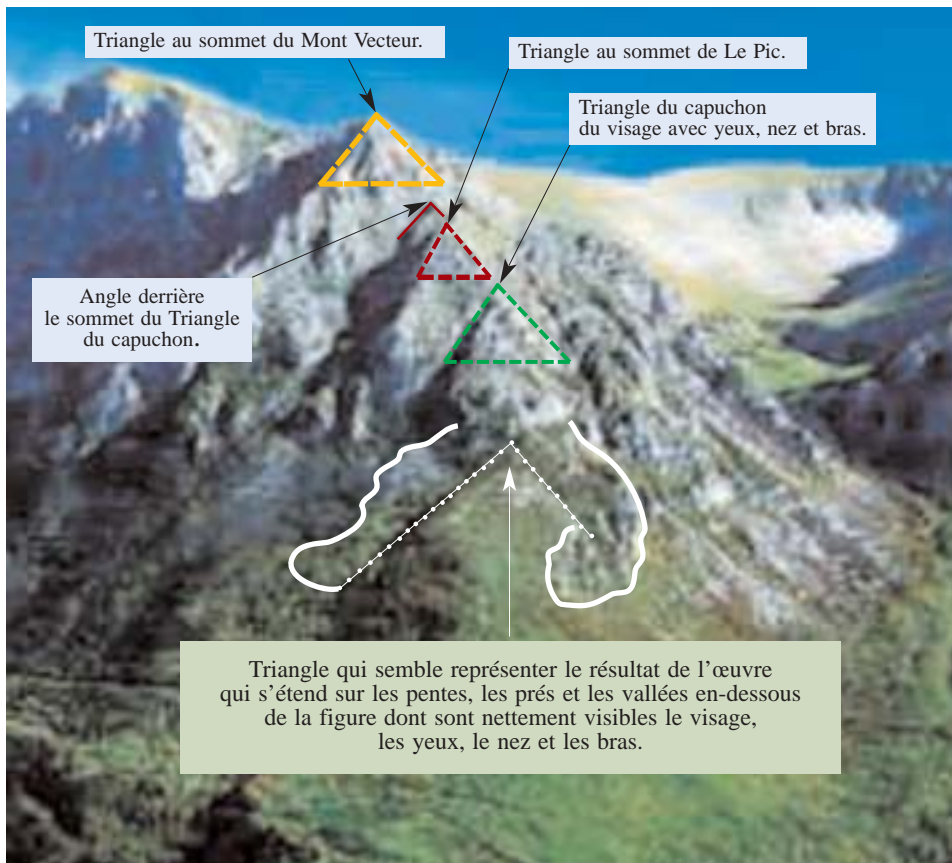 Triangle au sommet du Mont Vecteur.
Triangle au sommet de Le Pic.
Triangle du capuchon
du visage avec yeux, nez et bras.
Angle derrière
le sommet du Triangle
du capuchon.
Triangle qui semble représenter le résultat de l’œuvre
qui s’étend sur les pentes, les prés et les vallées en-dessous
de la figure dont sont nettement visibles le visage,
les yeux, le nez et les bras.